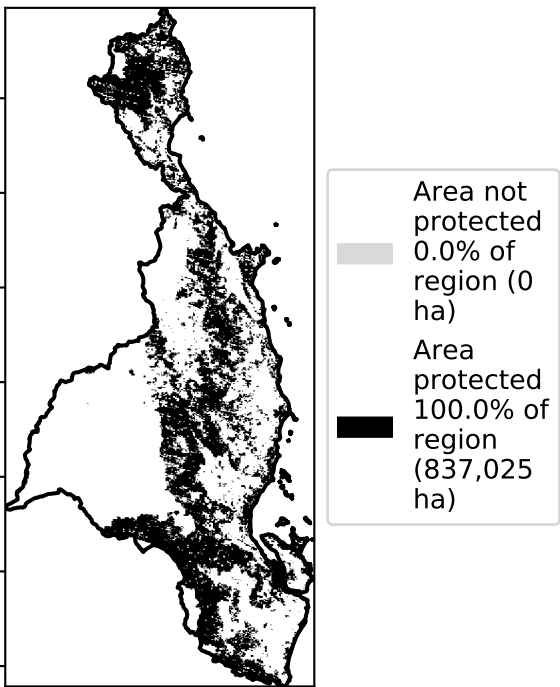 Area not
protected
0.0% of
region (0
ha)
Area
protected
100.0% of
region
(837,025
ha)